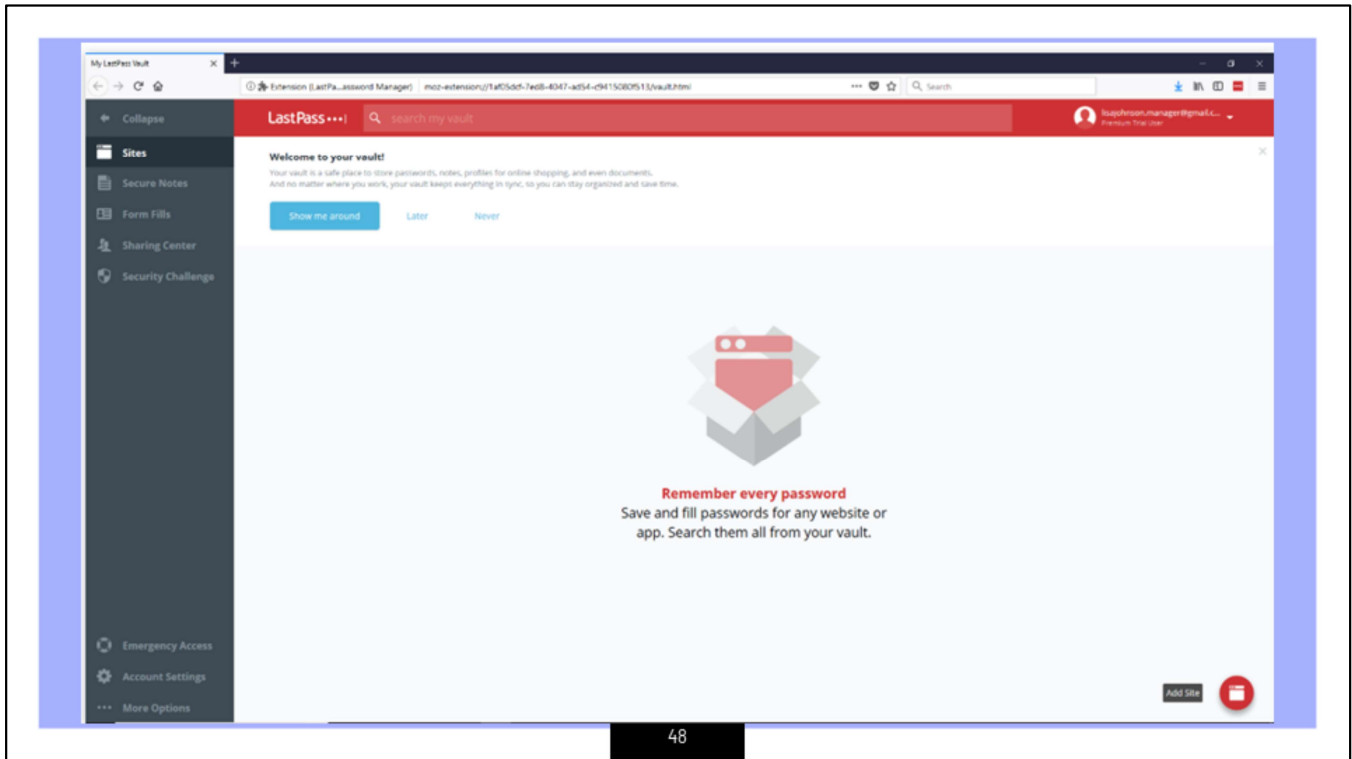 My LastPass Vault
Extension (LastPa...assword Manager)
moz-extension://1af05ddf-7ed8-4047-ad54-c9415080f513/vault.html
Search
Collapse
LastPass •••|
search my vault
lisajohnson.manager@gmail.c...
Premium Trial User
Sites
Secure Notes
Form Fills
Sharing Center
Security Challenge
Welcome to your vault!
Your vault is a safe place to store passwords, notes, profiles for online shopping, and even documents.
And no matter where you work, your vault keeps everything in sync, so you can stay organized and save time.
Show me around
Later
Never
Remember every password
Save and fill passwords for any website or
app. Search them all from your vault.
Emergency Access
Account Settings
More Options
Add Site
48